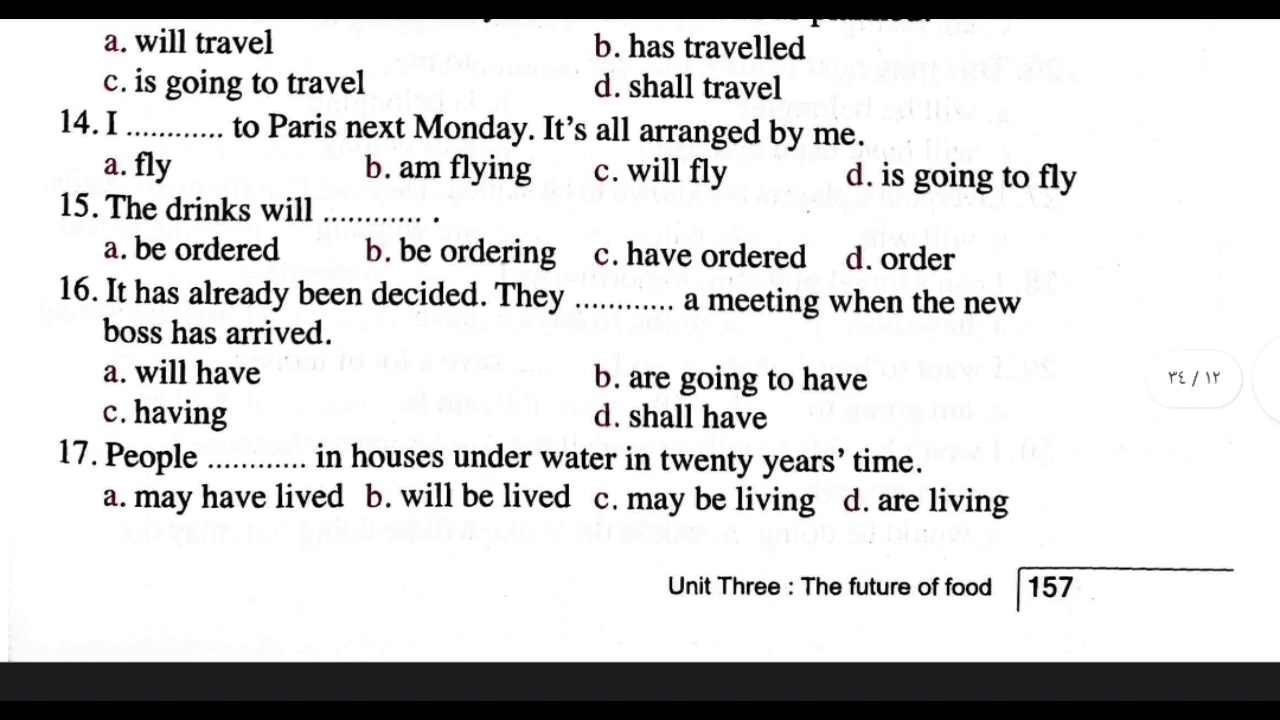 a. will travel b. has travelled
c. is going to travel d. shall travel
14. I ............ to Paris next Monday. It's all arranged by me.
a. fly b. am flying c. will fly d. is going to fly
15. The drinks will ............ .
a. be ordered b. be ordering c. have ordered d. order
16. It has already been decided. They ............ a meeting when the new
boss has arrived.
a. will have b. are going to have
c. having d. shall have
17. People ............ in houses under water in twenty years' time.
a. may have lived b. will be lived c. may be living d. are living
٣٤ / ١٢
Unit Three : The future of food 157